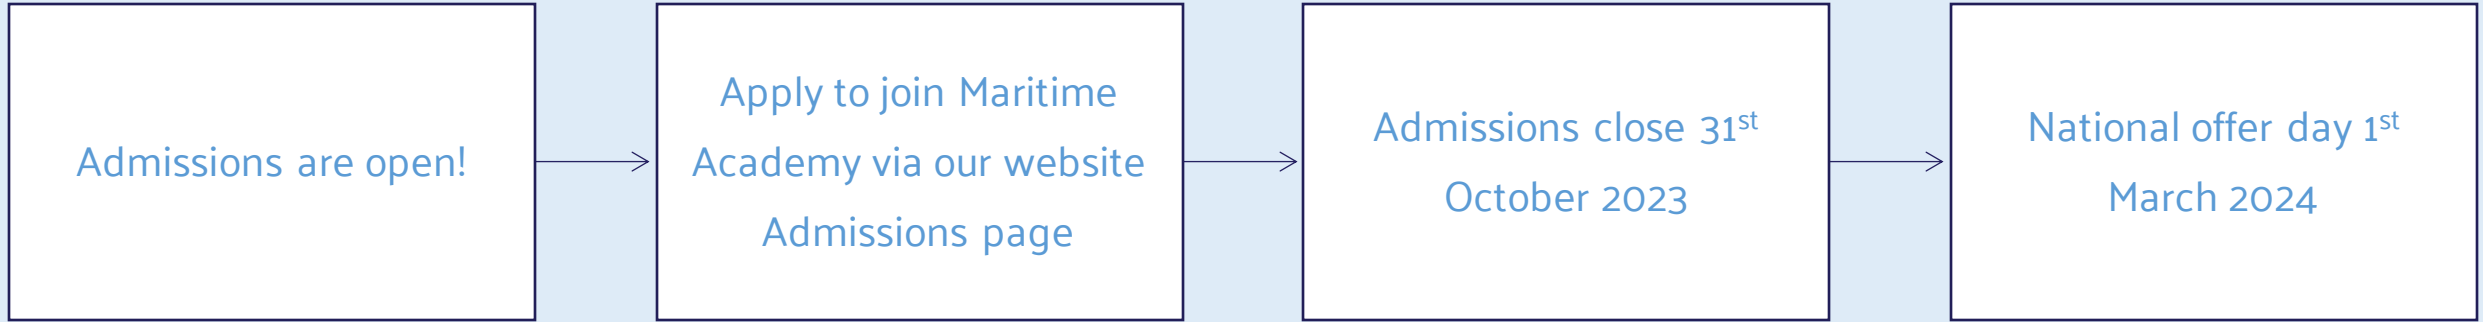 Admissions are open!
Apply to join Maritime
Academy via our website
Admissions page
Admissions close 31st
October 2023
National offer day 1st
March 2024